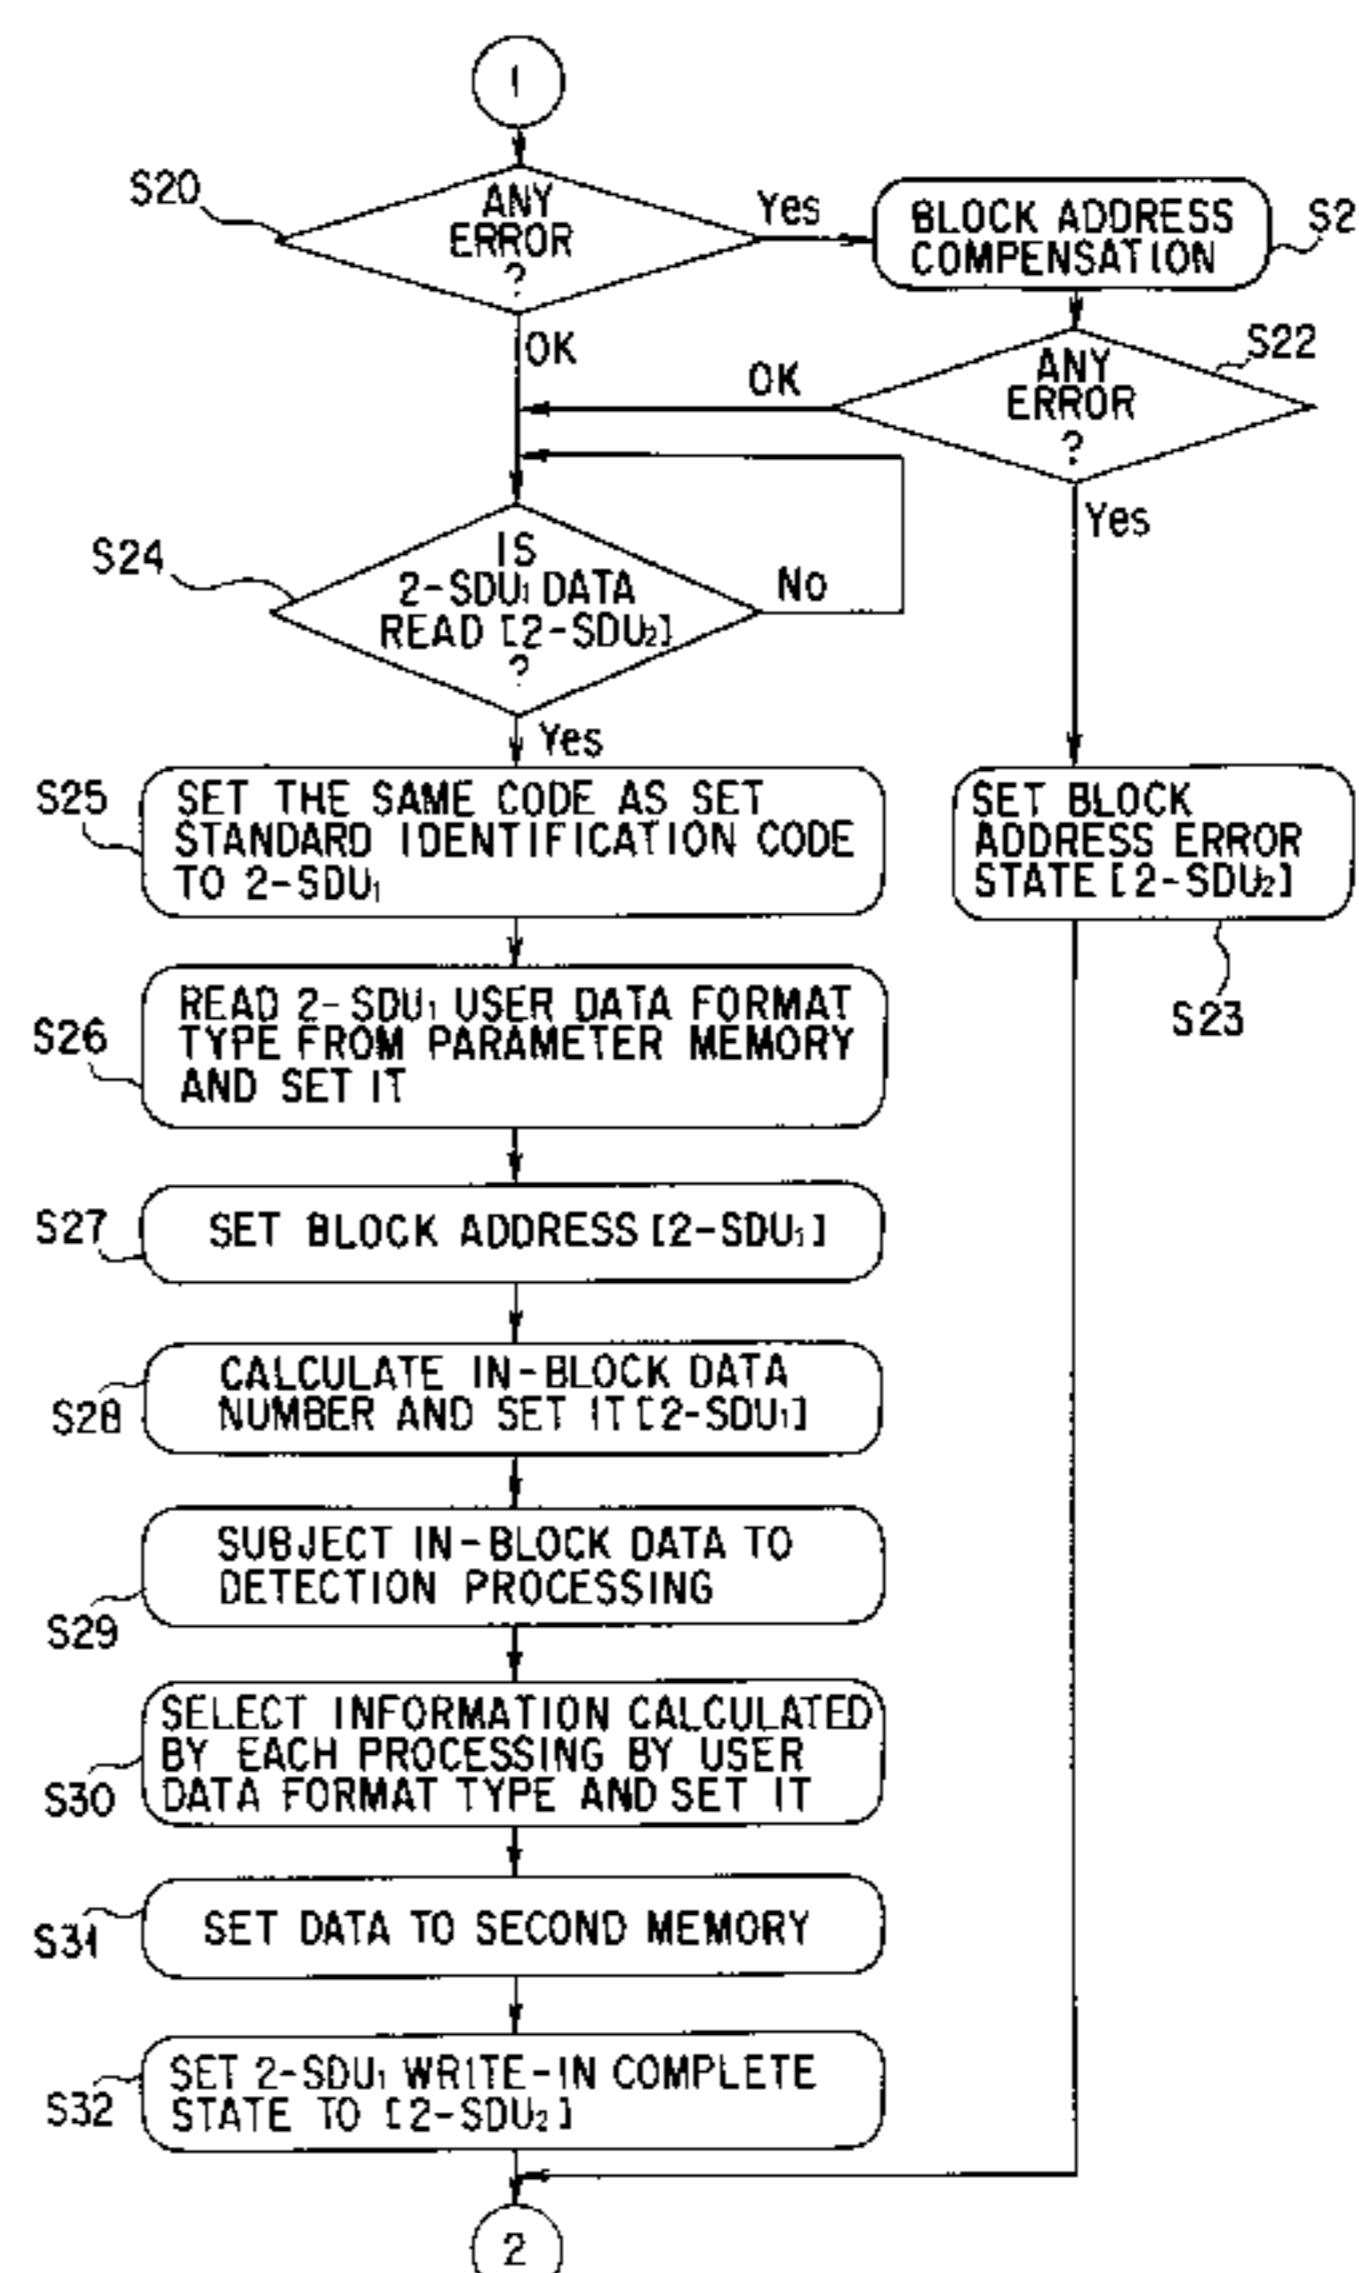 1
S20
ANY
ERROR
?
Yes
BLOCK ADDRESS
COMPENSATION
S2
OK
OK
ANY
ERROR
?
S22
Yes
S24
IS
2-SDU₁ DATA
READ [2-SDU₂]
?
No
Yes
S25
SET THE SAME CODE AS SET
STANDARD IDENTIFICATION CODE
TO 2-SDU₁
SET BLOCK
ADDRESS ERROR
STATE [2-SDU₂]
S23
S26
READ 2-SDU₁ USER DATA FORMAT
TYPE FROM PARAMETER MEMORY
AND SET IT
S27
SET BLOCK ADDRESS [2-SDU₁]
S28
CALCULATE IN-BLOCK DATA
NUMBER AND SET IT [2-SDU₁]
S29
SUBJECT IN-BLOCK DATA TO
DETECTION PROCESSING
S30
SELECT INFORMATION CALCULATED
BY EACH PROCESSING BY USER
DATA FORMAT TYPE AND SET IT
S31
SET DATA TO SECOND MEMORY
S32
SET 2-SDU₁ WRITE-IN COMPLETE
STATE TO [2-SDU₂]
2